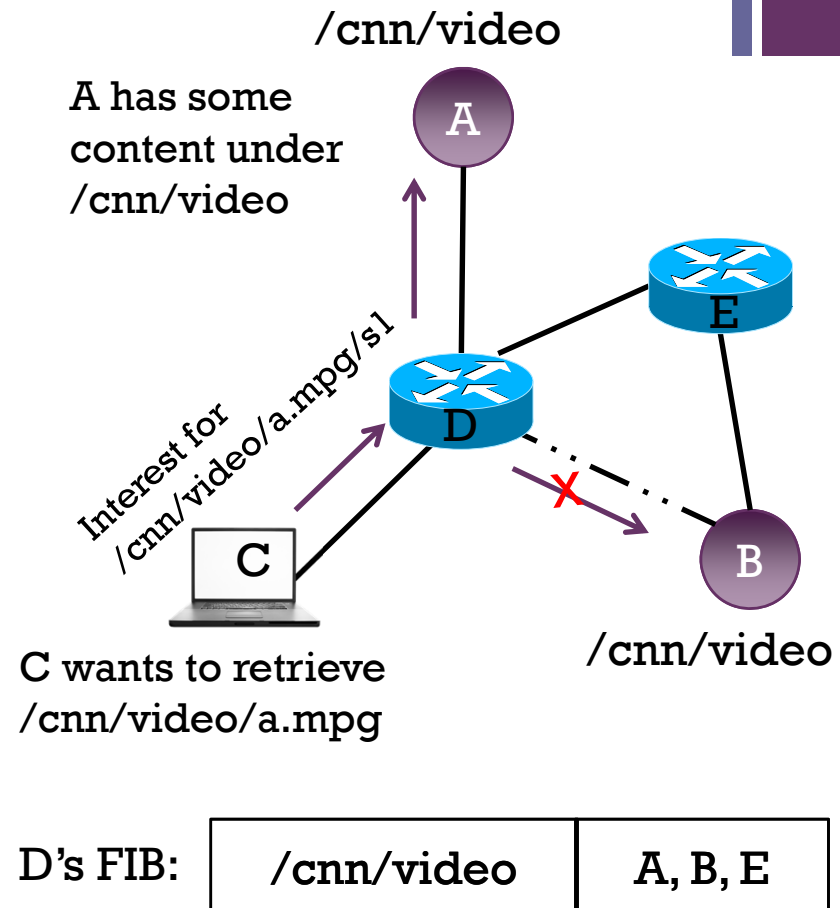 /cnn/video
A has some
content under
/cnn/video
A
E
Interest for
/cnn/video/a.mpg/s1
D
X
C
B
/cnn/video
C wants to retrieve
/cnn/video/a.mpg
D's FIB:
/cnn/video
A, B, E